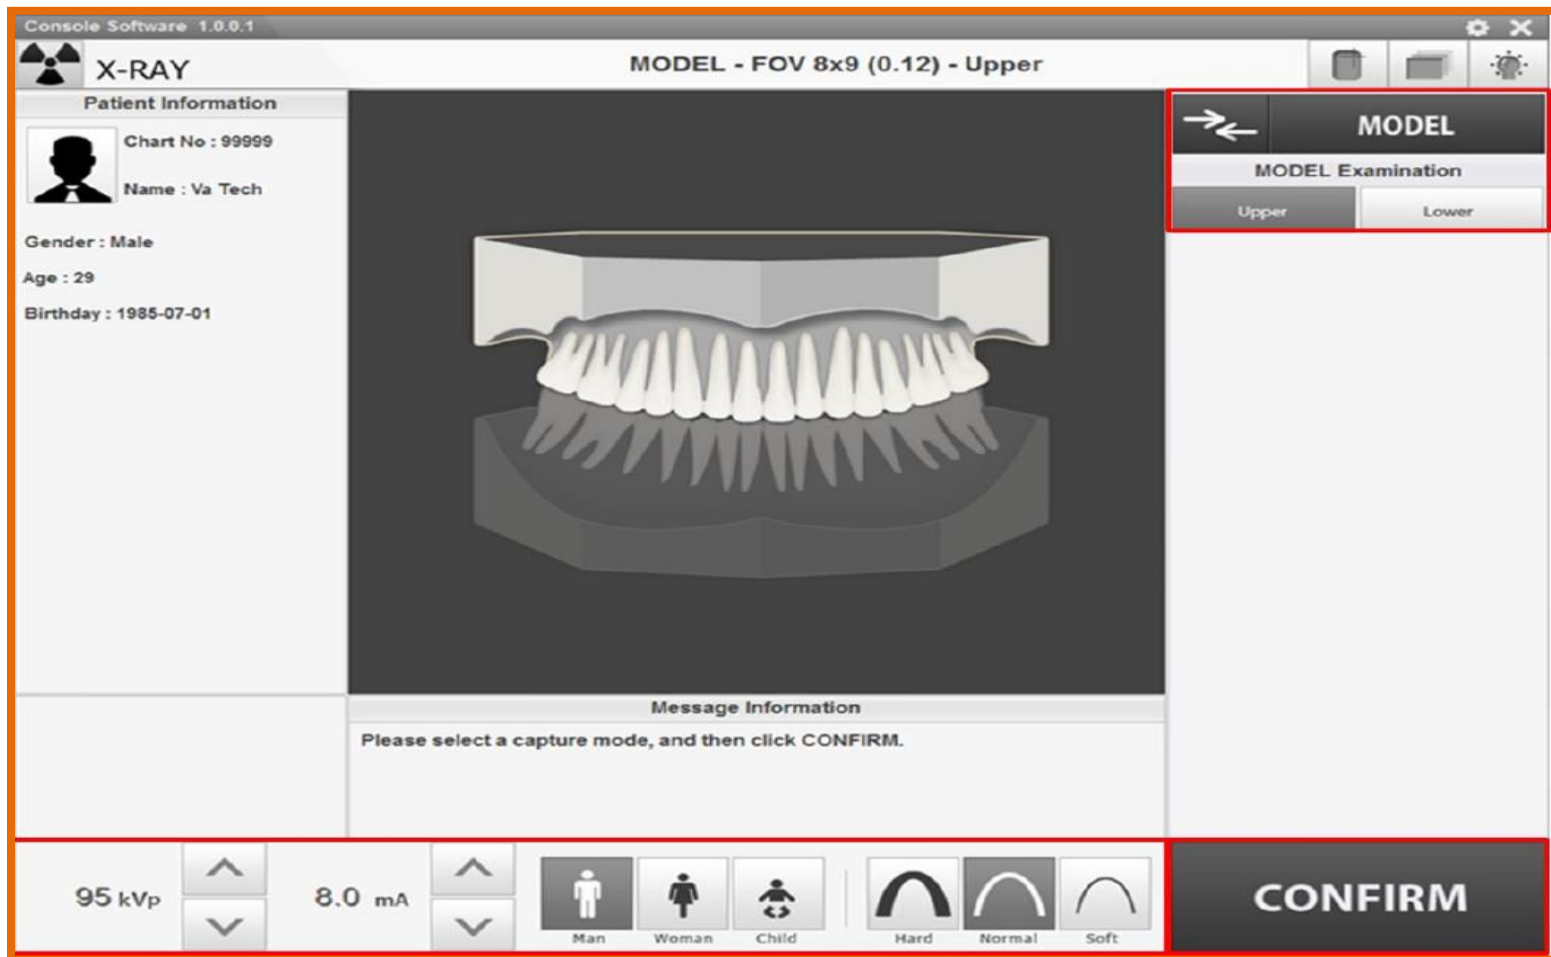 Console Software 1.0.0.1
X-RAY
MODEL - FOV 8x9 (0.12) - Upper
Patient Information
Chart No : 99999
Name : Va Tech
Gender : Male
Age : 29
Birthday : 1985-07-01
MODEL
MODEL Examination
Upper Lower
Message Information
Please select a capture mode, and then click CONFIRM.
95 kVp 8.0 mA
Man Woman Child Hard Normal Soft
CONFIRM